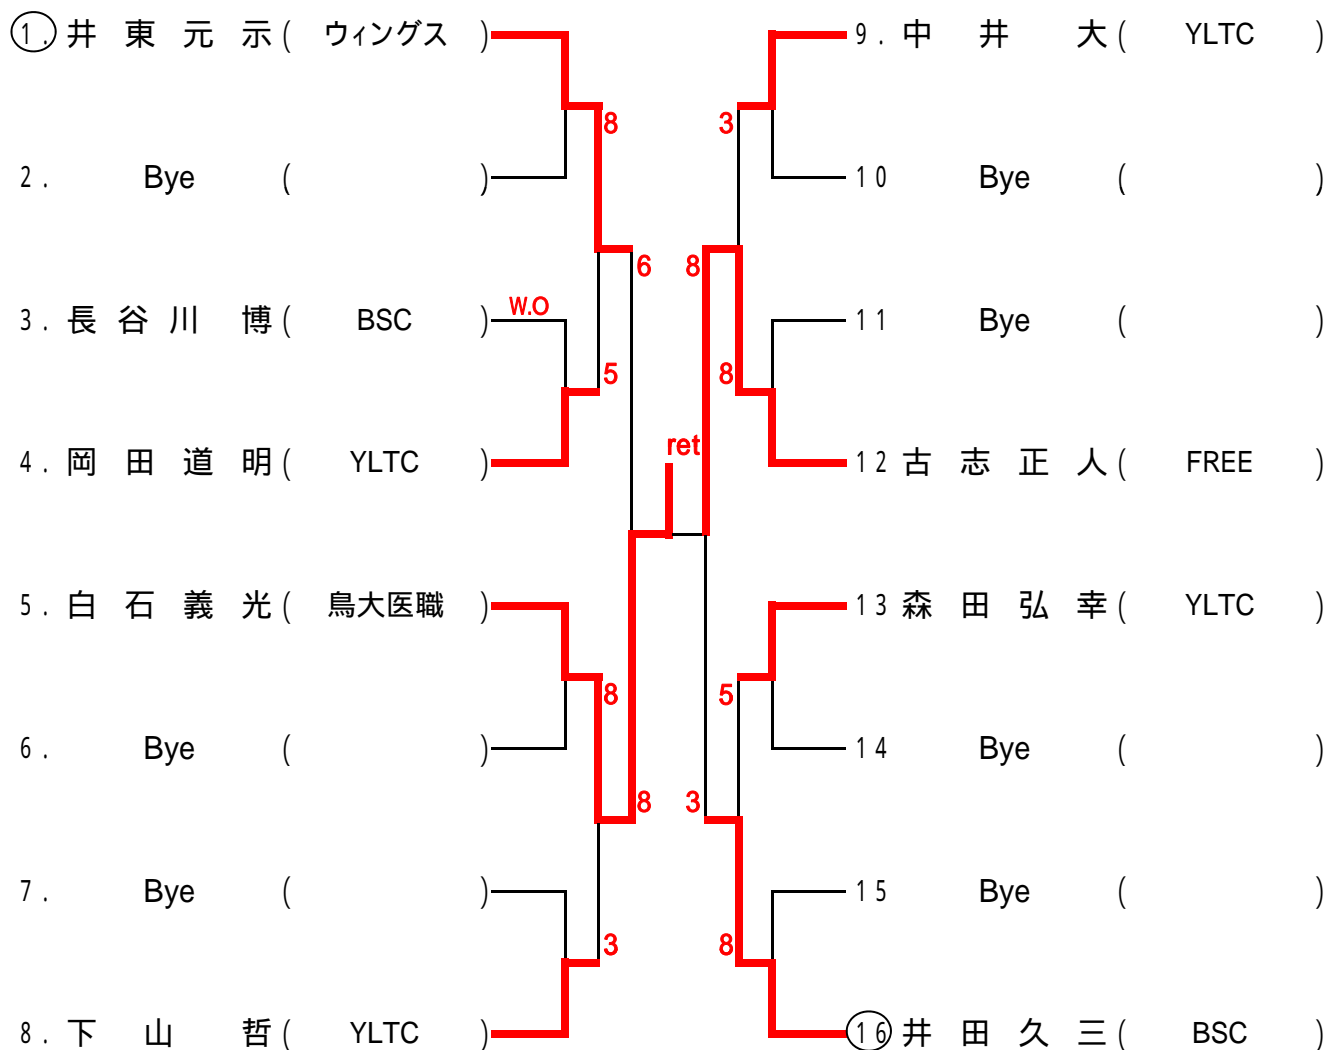 1. 井東元示( ウィングス ) 9. 中井大( YLTC )
8 3
2. Bye ( ) 10 Bye ( )
6 8
3. 長谷川博( BSC ) W.O 11 Bye ( )
5 8
ret
4. 岡田道明( YLTC ) 12 古志正人( FREE )
5. 白石義光( 鳥大医職 ) 13 森田弘幸( YLTC )
8 5
6. Bye ( ) 14 Bye ( )
8 3
7. Bye ( ) 15 Bye ( )
3 8
8. 下山哲( YLTC ) 16 井田久三( BSC )